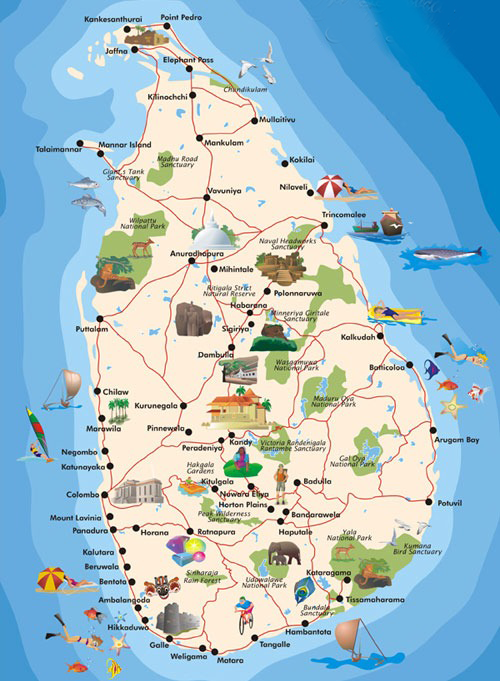 Kankesanthurai
Point Pedro
Jaffna
Elephant Pass
Chundikulam
Kilinochchi
Mullaitivu
Talaimannar
Mannar Island
Mankulam
Madhu Road
Sanctuary
Kokilai
Giant,s Tank
Sanctuary
Nilaveli
Vavuniya
Wilpattu
National Park
Trincomalee
Naval Headworks
Sanctuary
Anuradhapura
Mihintale
Ritigala Strict
Natural Reserve
Polonnaruwa
Habarana
Minneriya Giritale
Sanctuary
Puttalam
Sigiriya
Kalkudah
Dambulla
Wasgamuwa
National Park
Baticoloa
Chilaw
Maduru Oya
National Park
Kurunegala
Marawila
Pinnewela
Kandy
Peradeniya
Victoria Randenigala
Rantambe Sanctuary
Arugam Bay
Negombo
Gal Oya
National Park
Katunayaka
Hakgala
Gardens
Kitulgala
Badulla
Colombo
Nuwara Eliya
Horton Plains
Potuvil
Peak Wilderness
Sanctuary
Bandarawela
Mount Lavinia
Panadura
Horana
Ratnapura
Haputale
Yala
National Park
Kumana
Bird Sanctuary
Kalutara
Beruwala
Sinharaja
Rain Forest
Udawalawe
National Park
Kataragama
Bentota
Ambalangoda
Tissamaharama
Bundala
Sanctuary
Hikkaduwa
Hambantota
Galle
Tangalle
Weligama
Matara